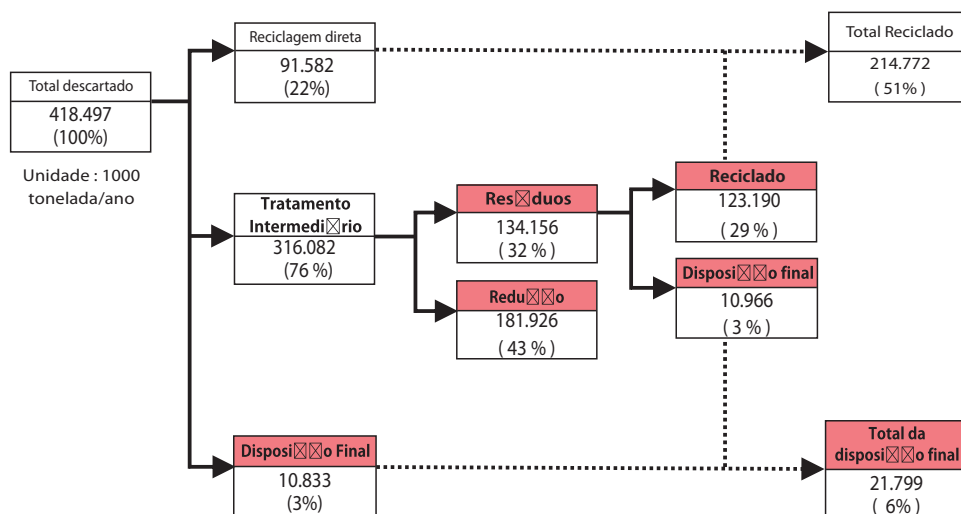 Total descartado
418.497
(100%)
Unidade : 1000
tonelada/ano
Reciclagem direta
91.582
(22%)
Total Reciclado
214.772
( 51% )
Tratamento
Intermedi☒rio
316.082
(76 %)
Res☒duos
134.156
( 32 % )
Redu☒☒o
181.926
( 43 % )
Reciclado
123.190
( 29 % )
Disposi☒☒o final
10.966
( 3 % )
Disposi☒☒o Final
10.833
(3%)
Total da
disposi☒☒o final
21.799
( 6% )